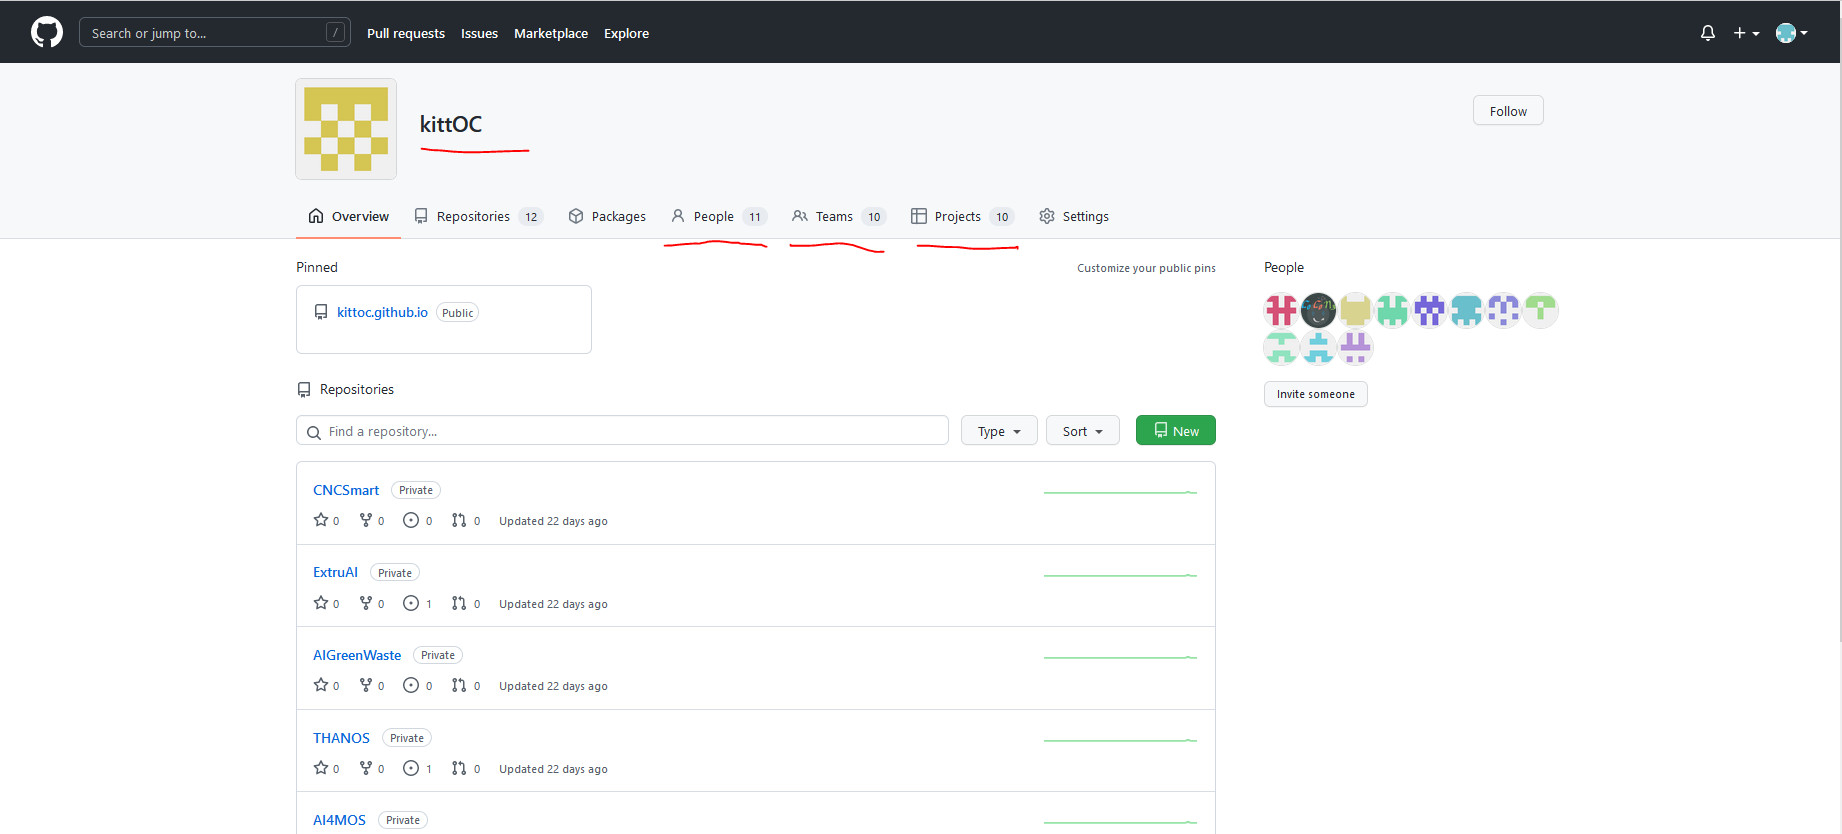 Search or jump to... /
Pull requests Issues Marketplace Explore
kittOC
Follow
Overview Repositories 12 Packages People 11 Teams 10 Projects 10 Settings
Pinned
Customize your public pins
kittoc.github.io Public
People
Invite someone
Repositories
Find a repository...
Type Sort New
CNCSmart Private
0 0 0 0 Updated 22 days ago
ExtruAI Private
0 0 1 0 Updated 22 days ago
AIGreenWaste Private
0 0 0 0 Updated 22 days ago
THANOS Private
0 0 1 0 Updated 22 days ago
AI4MOS Private